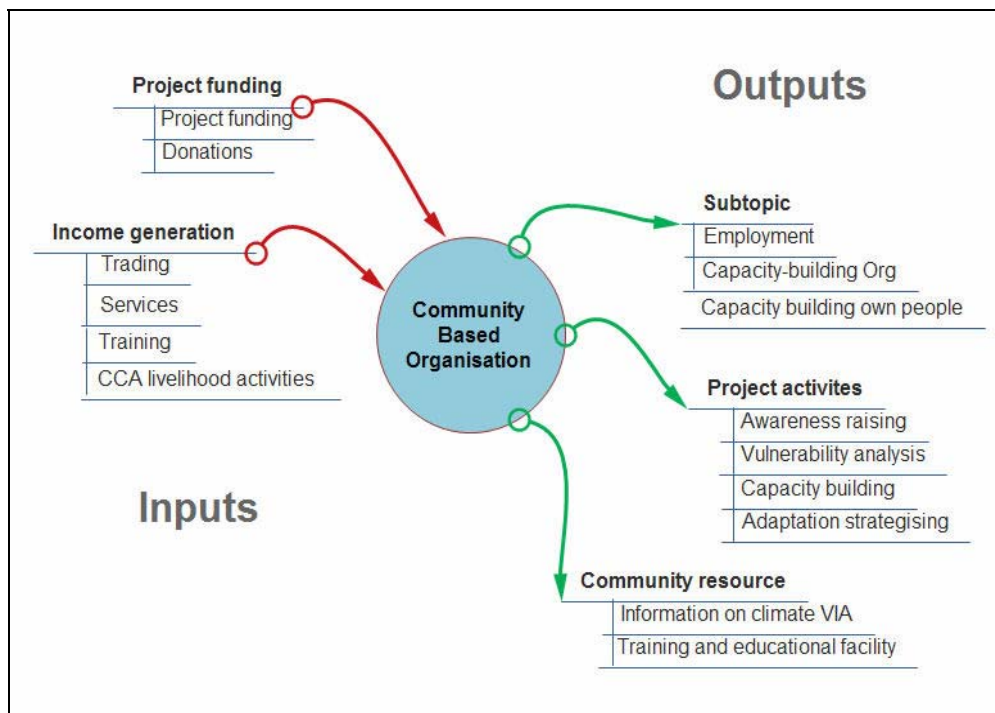 Project funding
Project funding
Donations
Income generation
Trading
Services
Training
CCA livelihood activities
Inputs
Community
Based
Organisation
Outputs
Subtopic
Employment
Capacity-building Org
Capacity building own people
Project activites
Awareness raising
Vulnerability analysis
Capacity building
Adaptation strategising
Community resource
Information on climate VIA
Training and educational facility